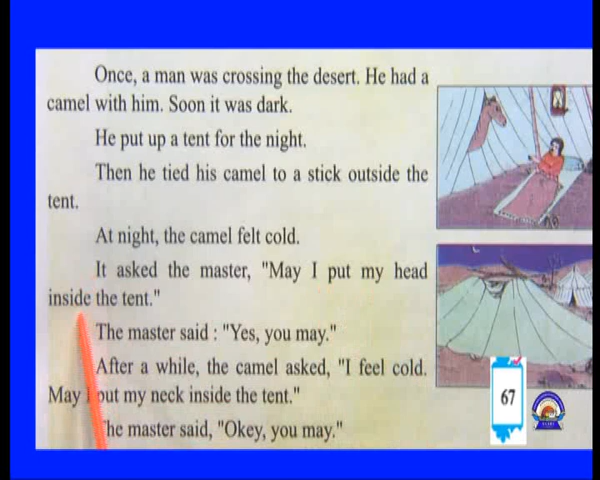 Once, a man was crossing the desert. He had a
camel with him. Soon it was dark.
He put up a tent for the night.
Then he tied his camel to a stick outside the
tent.
At night, the camel felt cold.
It asked the master, "May I put my head
inside the tent."
The master said : "Yes, you may."
After a while, the camel asked, "I feel cold.
May I put my neck inside the tent."
The master said, "Okey, you may."
67